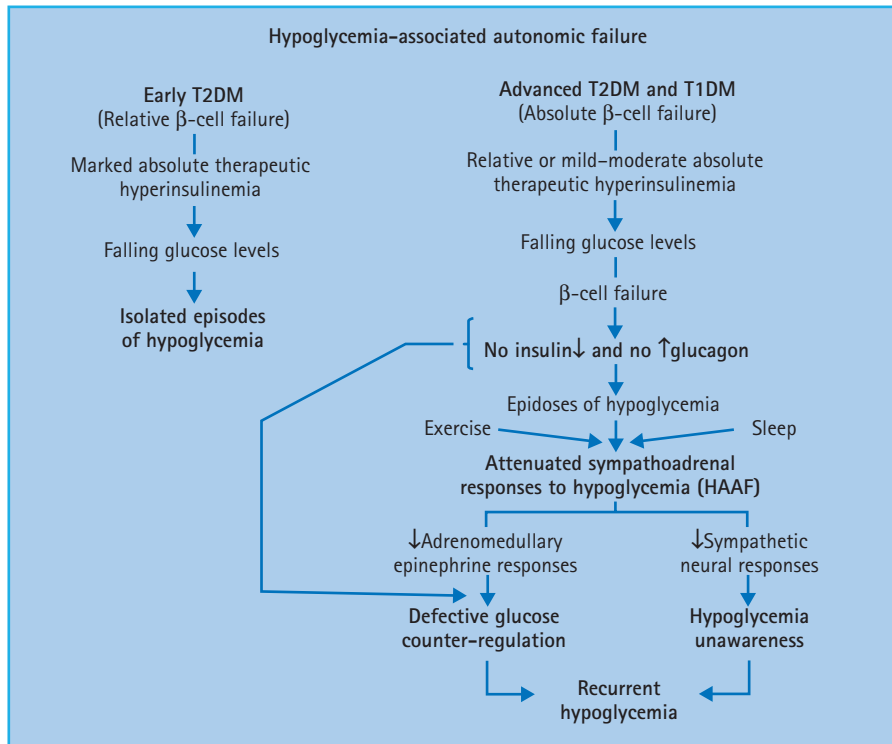 Hypoglycemia-associated autonomic failure
Early T2DM
(Relative β-cell failure)
Marked absolute therapeutic
hyperinsulinemia
Falling glucose levels
Isolated episodes
of hypoglycemia
Advanced T2DM and T1DM
(Absolute β-cell failure)
Relative or mild–moderate absolute
therapeutic hyperinsulinemia
Falling glucose levels
β-cell failure
No insulin↓ and no ↑glucagon
Epidoses of hypoglycemia
Exercise
Sleep
Attenuated sympathoadrenal
responses to hypoglycemia (HAAF)
↓Adrenomedullary
epinephrine responses
↓Sympathetic
neural responses
Defective glucose
counter-regulation
Hypoglycemia
unawareness
Recurrent
hypoglycemia